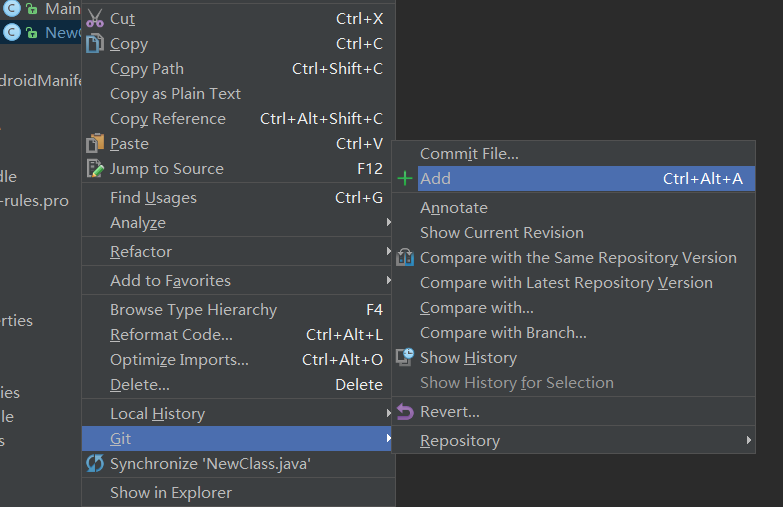 Main
NewC
Cut Ctrl+X
Copy Ctrl+C
Copy Path Ctrl+Shift+C
Copy as Plain Text
Copy Reference Ctrl+Alt+Shift+C
Paste Ctrl+V
Jump to Source F12
Find Usages Ctrl+G
Analyze
Refactor
Add to Favorites
Browse Type Hierarchy F4
Reformat Code... Ctrl+Alt+L
Optimize Imports... Ctrl+Alt+O
Delete... Delete
Local History
Git
Synchronize 'NewClass.java'
Show in Explorer
Commit File...
Add Ctrl+Alt+A
Annotate
Show Current Revision
Compare with the Same Repository Version
Compare with Latest Repository Version
Compare with...
Compare with Branch...
Show History
Show History for Selection
Revert...
Repository
droidManife
dle
-rules.pro
erties
ies
le
s